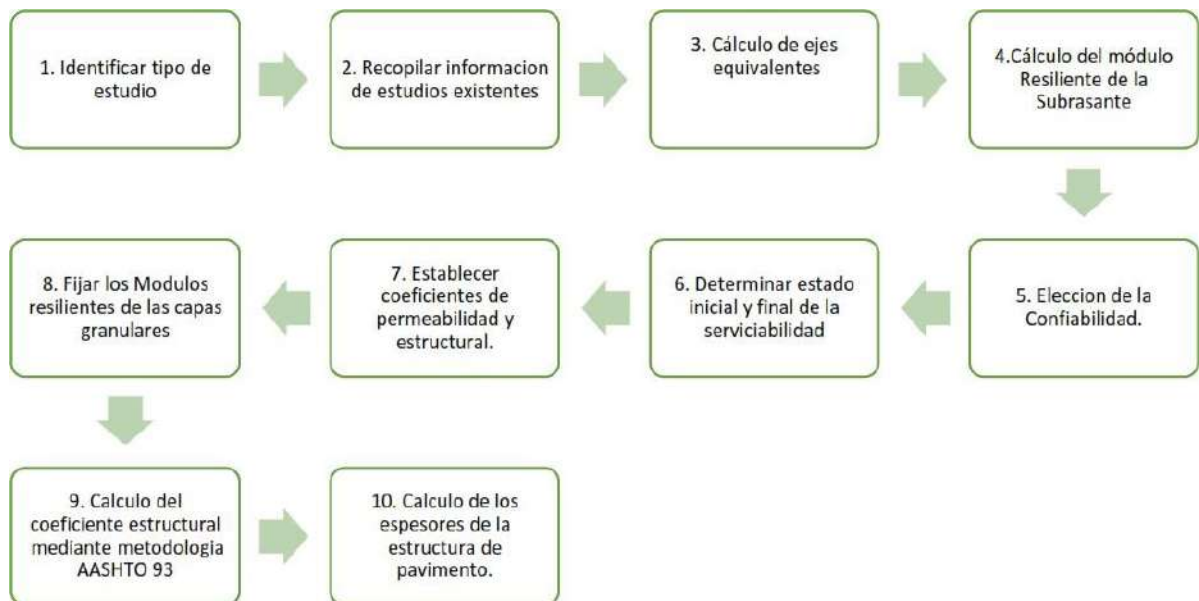 1. Identificar tipo de
estudio
2. Recopilar informacion
de estudios existentes
3. Cálculo de ejes
equivalentes
4.Cálculo del módulo
Resiliente de la
Subrasante
5. Eleccion de la
Confiabilidad.
6. Determinar estado
inicial y final de la
serviciabilidad
7. Establecer
coeficientes de
permeabilidad y
estructural.
8. Fijar los Modulos
resilientes de las capas
granulares
9. Calculo del
coeficiente estructural
mediante metodologia
AASHTO 93
10. Calculo de los
espesores de la
estructura de
pavimento.